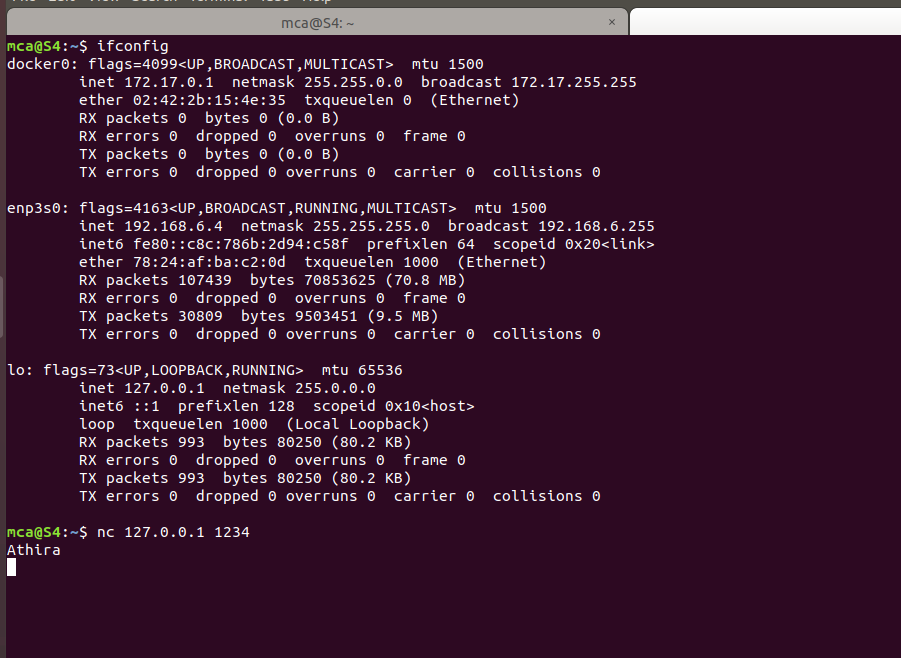 mca@S4: ~
×
mca@S4:~$ ifconfig
docker0: flags=4099<UP,BROADCAST,MULTICAST>  mtu 1500
        inet 172.17.0.1  netmask 255.255.0.0  broadcast 172.17.255.255
        ether 02:42:2b:15:4e:35  txqueuelen 0  (Ethernet)
        RX packets 0  bytes 0 (0.0 B)
        RX errors 0  dropped 0  overruns 0  frame 0
        TX packets 0  bytes 0 (0.0 B)
        TX errors 0  dropped 0 overruns 0  carrier 0  collisions 0

enp3s0: flags=4163<UP,BROADCAST,RUNNING,MULTICAST>  mtu 1500
        inet 192.168.6.4  netmask 255.255.255.0  broadcast 192.168.6.255
        inet6 fe80::c8c:786b:2d94:c58f  prefixlen 64  scopeid 0x20<link>
        ether 78:24:af:ba:c2:0d  txqueuelen 1000  (Ethernet)
        RX packets 107439  bytes 70853625 (70.8 MB)
        RX errors 0  dropped 0  overruns 0  frame 0
        TX packets 30809  bytes 9503451 (9.5 MB)
        TX errors 0  dropped 0 overruns 0  carrier 0  collisions 0

lo: flags=73<UP,LOOPBACK,RUNNING>  mtu 65536
        inet 127.0.0.1  netmask 255.0.0.0
        inet6 ::1  prefixlen 128  scopeid 0x10<host>
        loop  txqueuelen 1000  (Local Loopback)
        RX packets 993  bytes 80250 (80.2 KB)
        RX errors 0  dropped 0  overruns 0  frame 0
        TX packets 993  bytes 80250 (80.2 KB)
        TX errors 0  dropped 0 overruns 0  carrier 0  collisions 0

mca@S4:~$ nc 127.0.0.1 1234
Athira